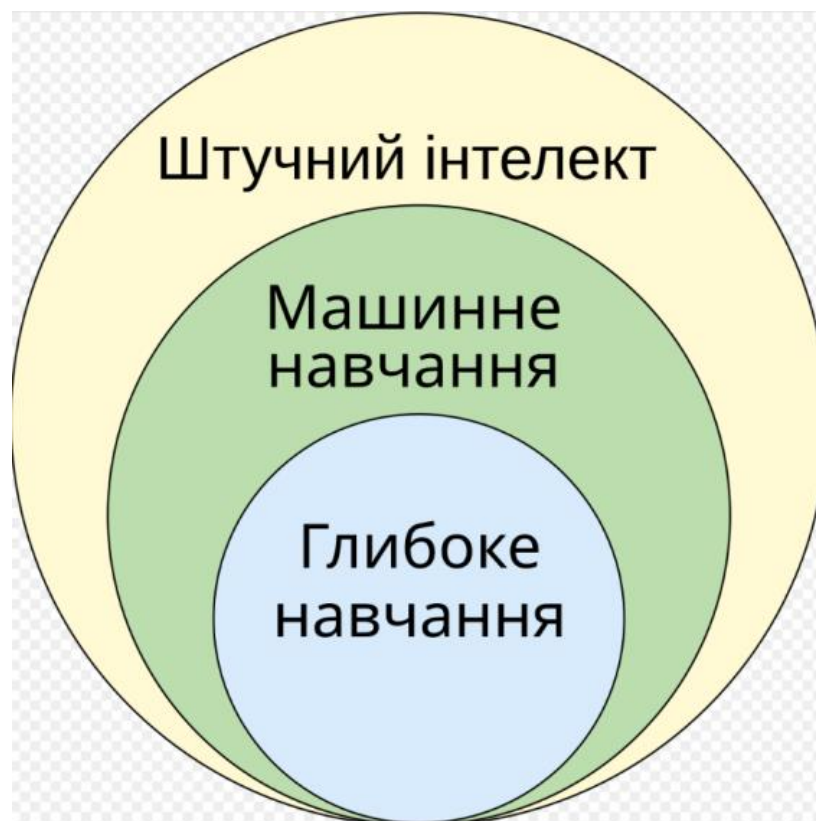 Штучний інтелект
Машинне
навчання
Глибоке
навчання